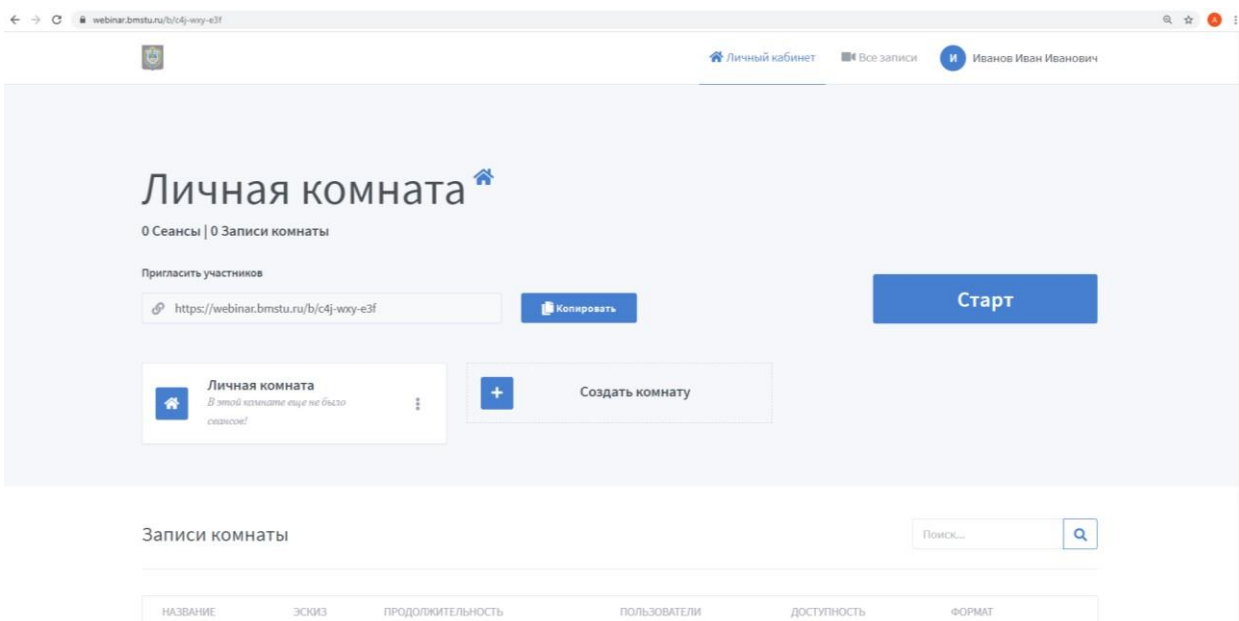 webinar.bmstu.ru/b/c4j-wxy-e3f
A
Личный кабинет
Все записи
И
Иванов Иван Иванович
Личная комната
0 Сеансы | 0 Записи комнаты
Пригласить участников
https://webinar.bmstu.ru/b/c4j-wxy-e3f
Копировать
Старт
Личная комната
В этой комнате еще не было
сеансов!
Создать комнату
Записи комнаты
Поиск...
НАЗВАНИЕ ЭСКИЗ ПРОДОЛЖИТЕЛЬНОСТЬ ПОЛЬЗОВАТЕЛИ ДОСТУПНОСТЬ ФОРМАТ